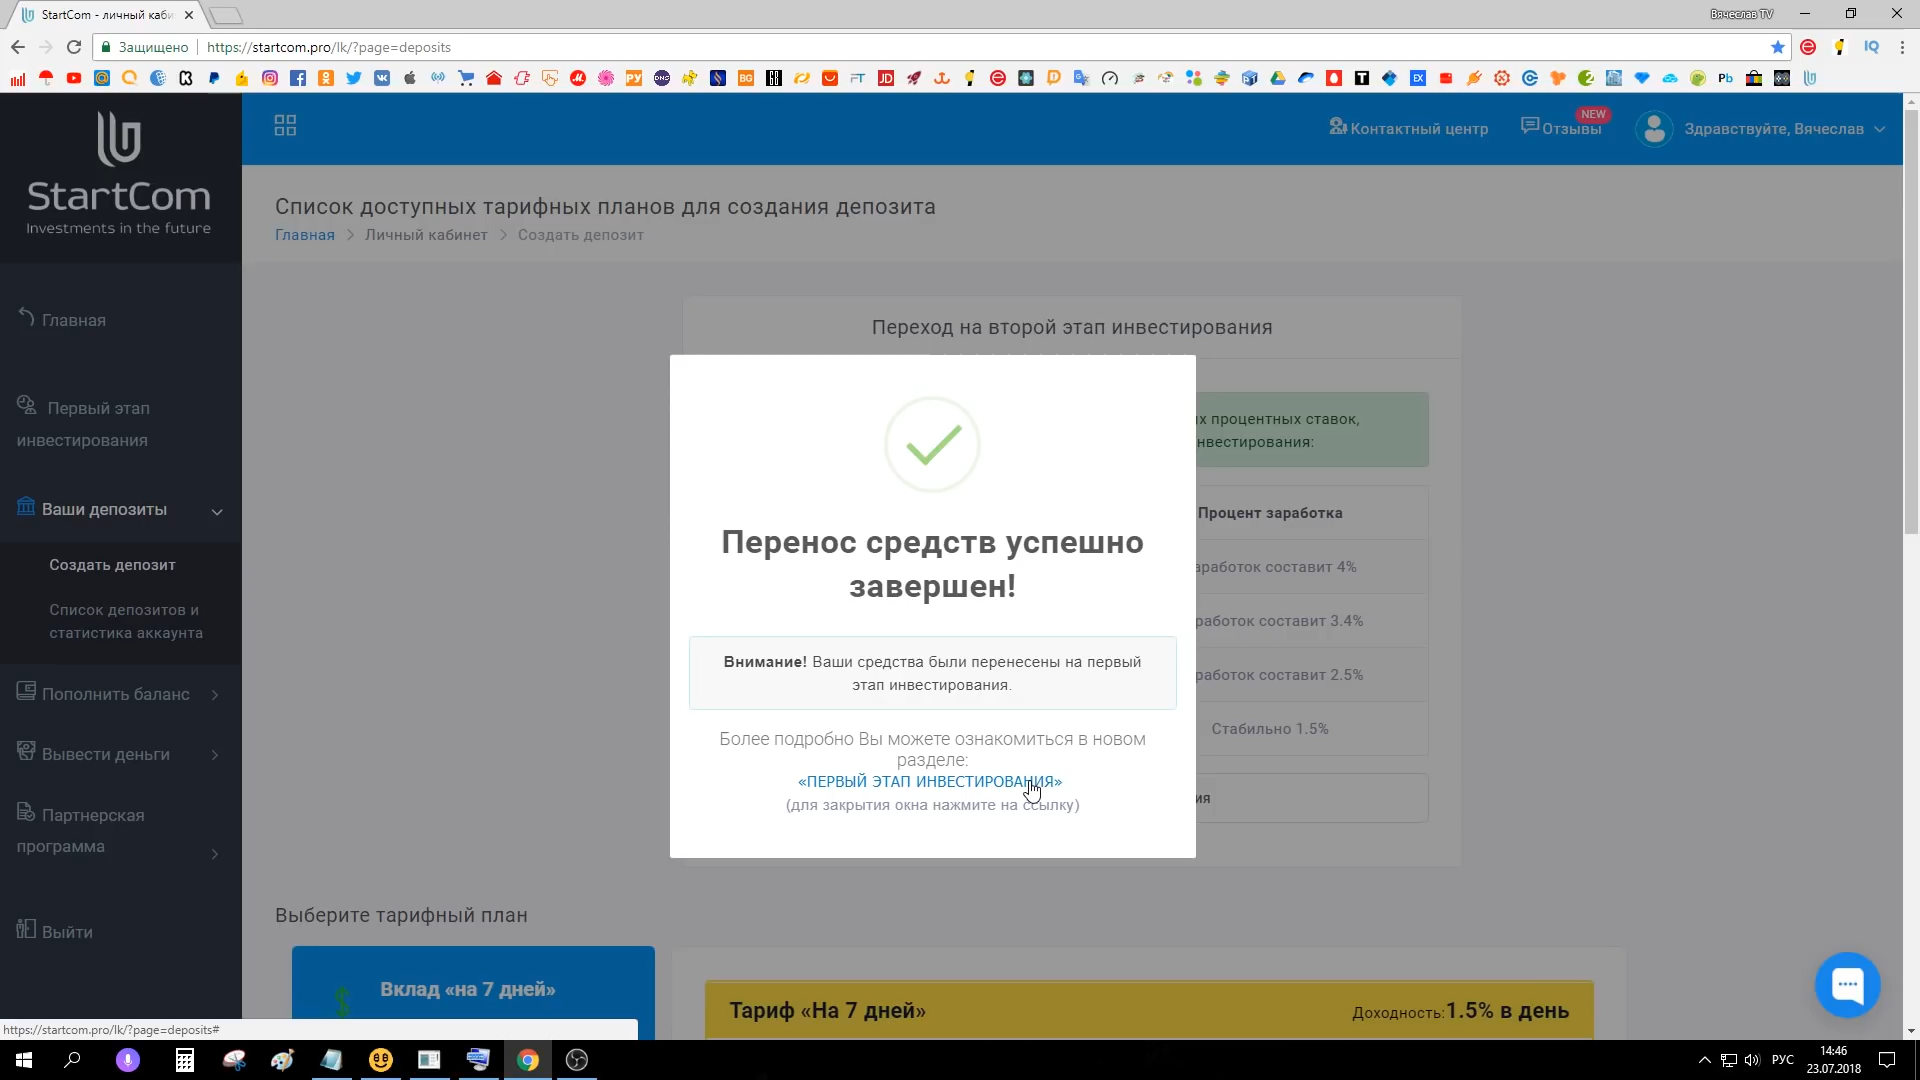 StartCom - личный каби
Вячеслав TV
Защищено
https://startcom.pro/lk/?page=deposits
StartCom
Investments in the future
Контактный центр
Отзывы
NEW
Здравствуйте, Вячеслав
Список доступных тарифных планов для создания депозита
Главная > Личный кабинет > Создать депозит
Главная
Первый этап
инвестирования
Ваши депозиты
Создать депозит
Список депозитов и
статистика аккаунта
Пополнить баланс
Вывести деньги
Партнерская
программа
Выйти
Переход на второй этап инвестирования
х процентных ставок,
нвестирования:
Процент заработка
аработок составит 4%
работок составит 3.4%
работок составит 2.5%
Стабильно 1.5%
ия
Перенос средств успешно
завершен!
Внимание! Ваши средства были перенесены на первый
этап инвестирования.
Более подробно Вы можете ознакомиться в новом
разделе:
«ПЕРВЫЙ ЭТАП ИНВЕСТИРОВАНИЯ»
(для закрытия окна нажмите на ссылку)
Выберите тарифный план
Вклад «на 7 дней»
Тариф «На 7 дней»
Доходность:1.5% в день
https://startcom.pro/lk/?page=deposits#
РУС
14:46
23.07.2018